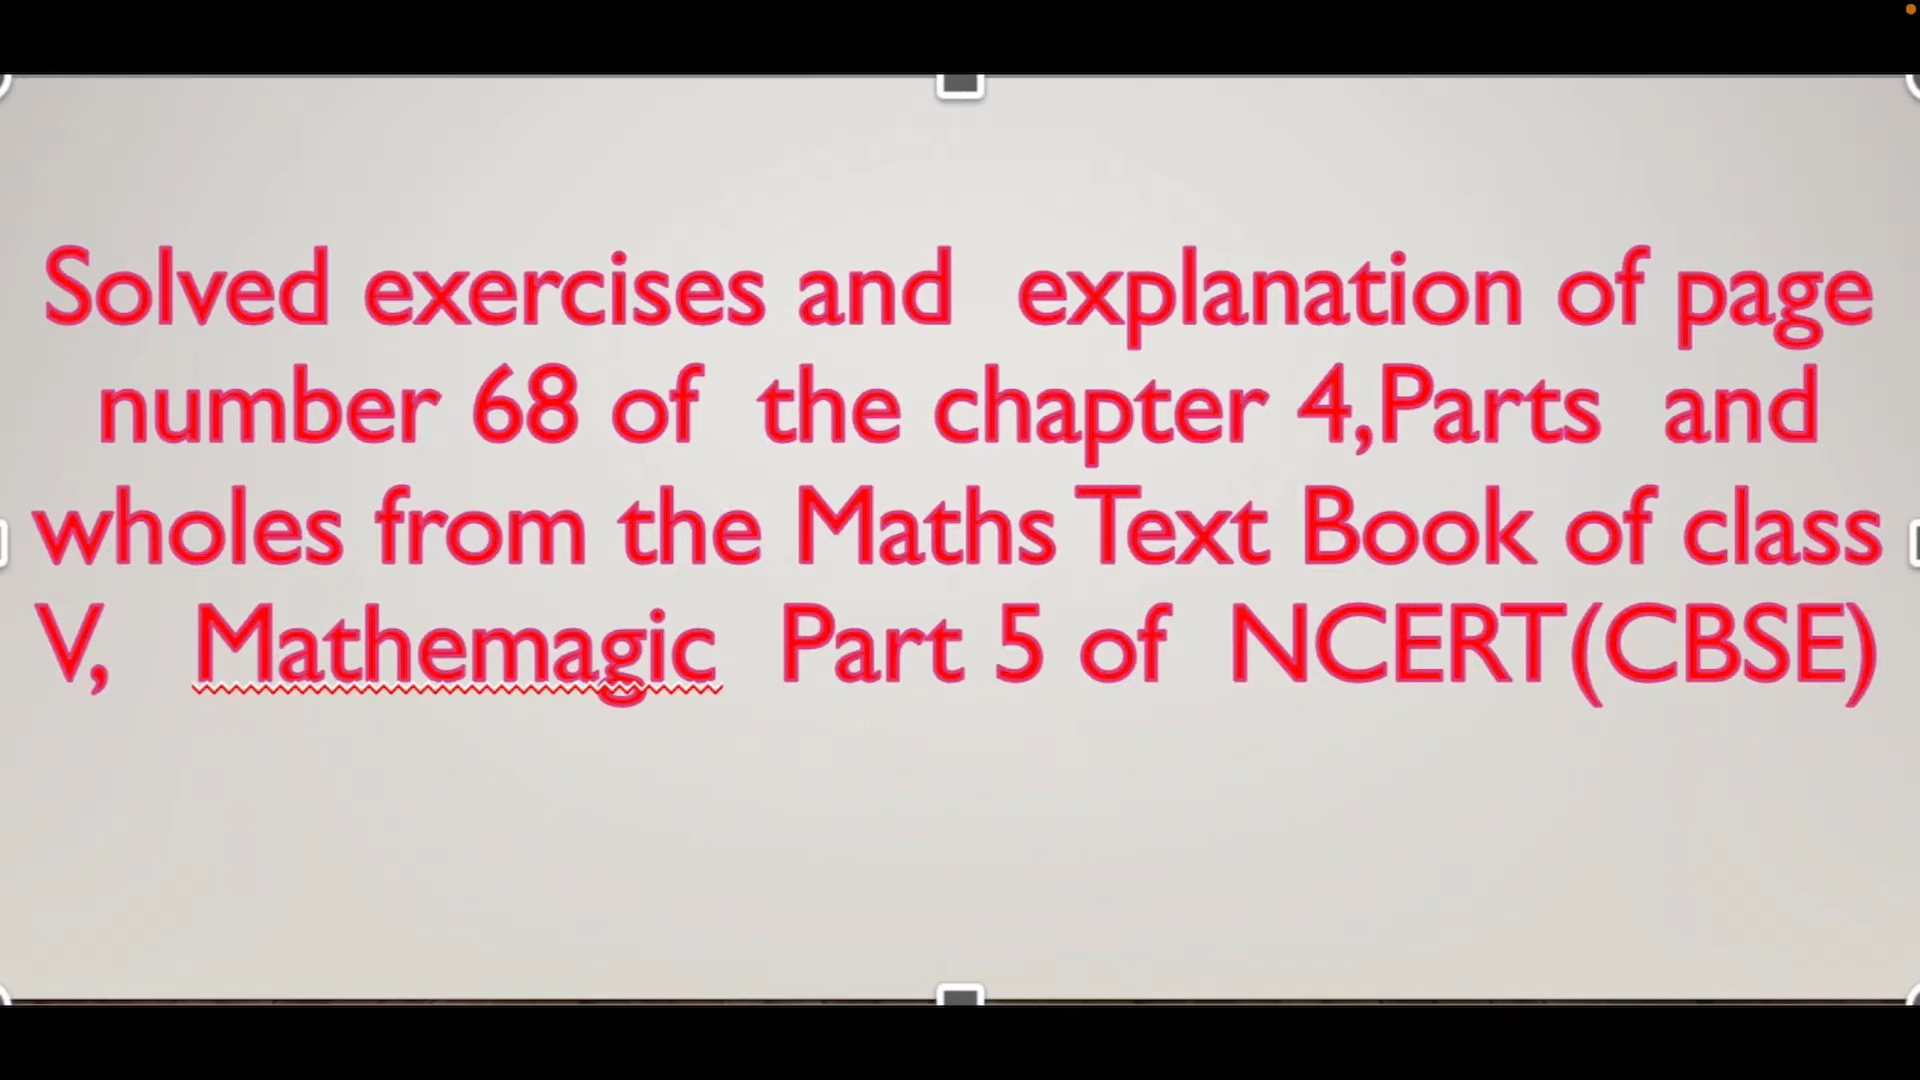 Solved exercises and explanation of page
number 68 of the chapter 4,Parts and
wholes from the Maths Text Book of class
V, Mathemagic Part 5 of NCERT(CBSE)